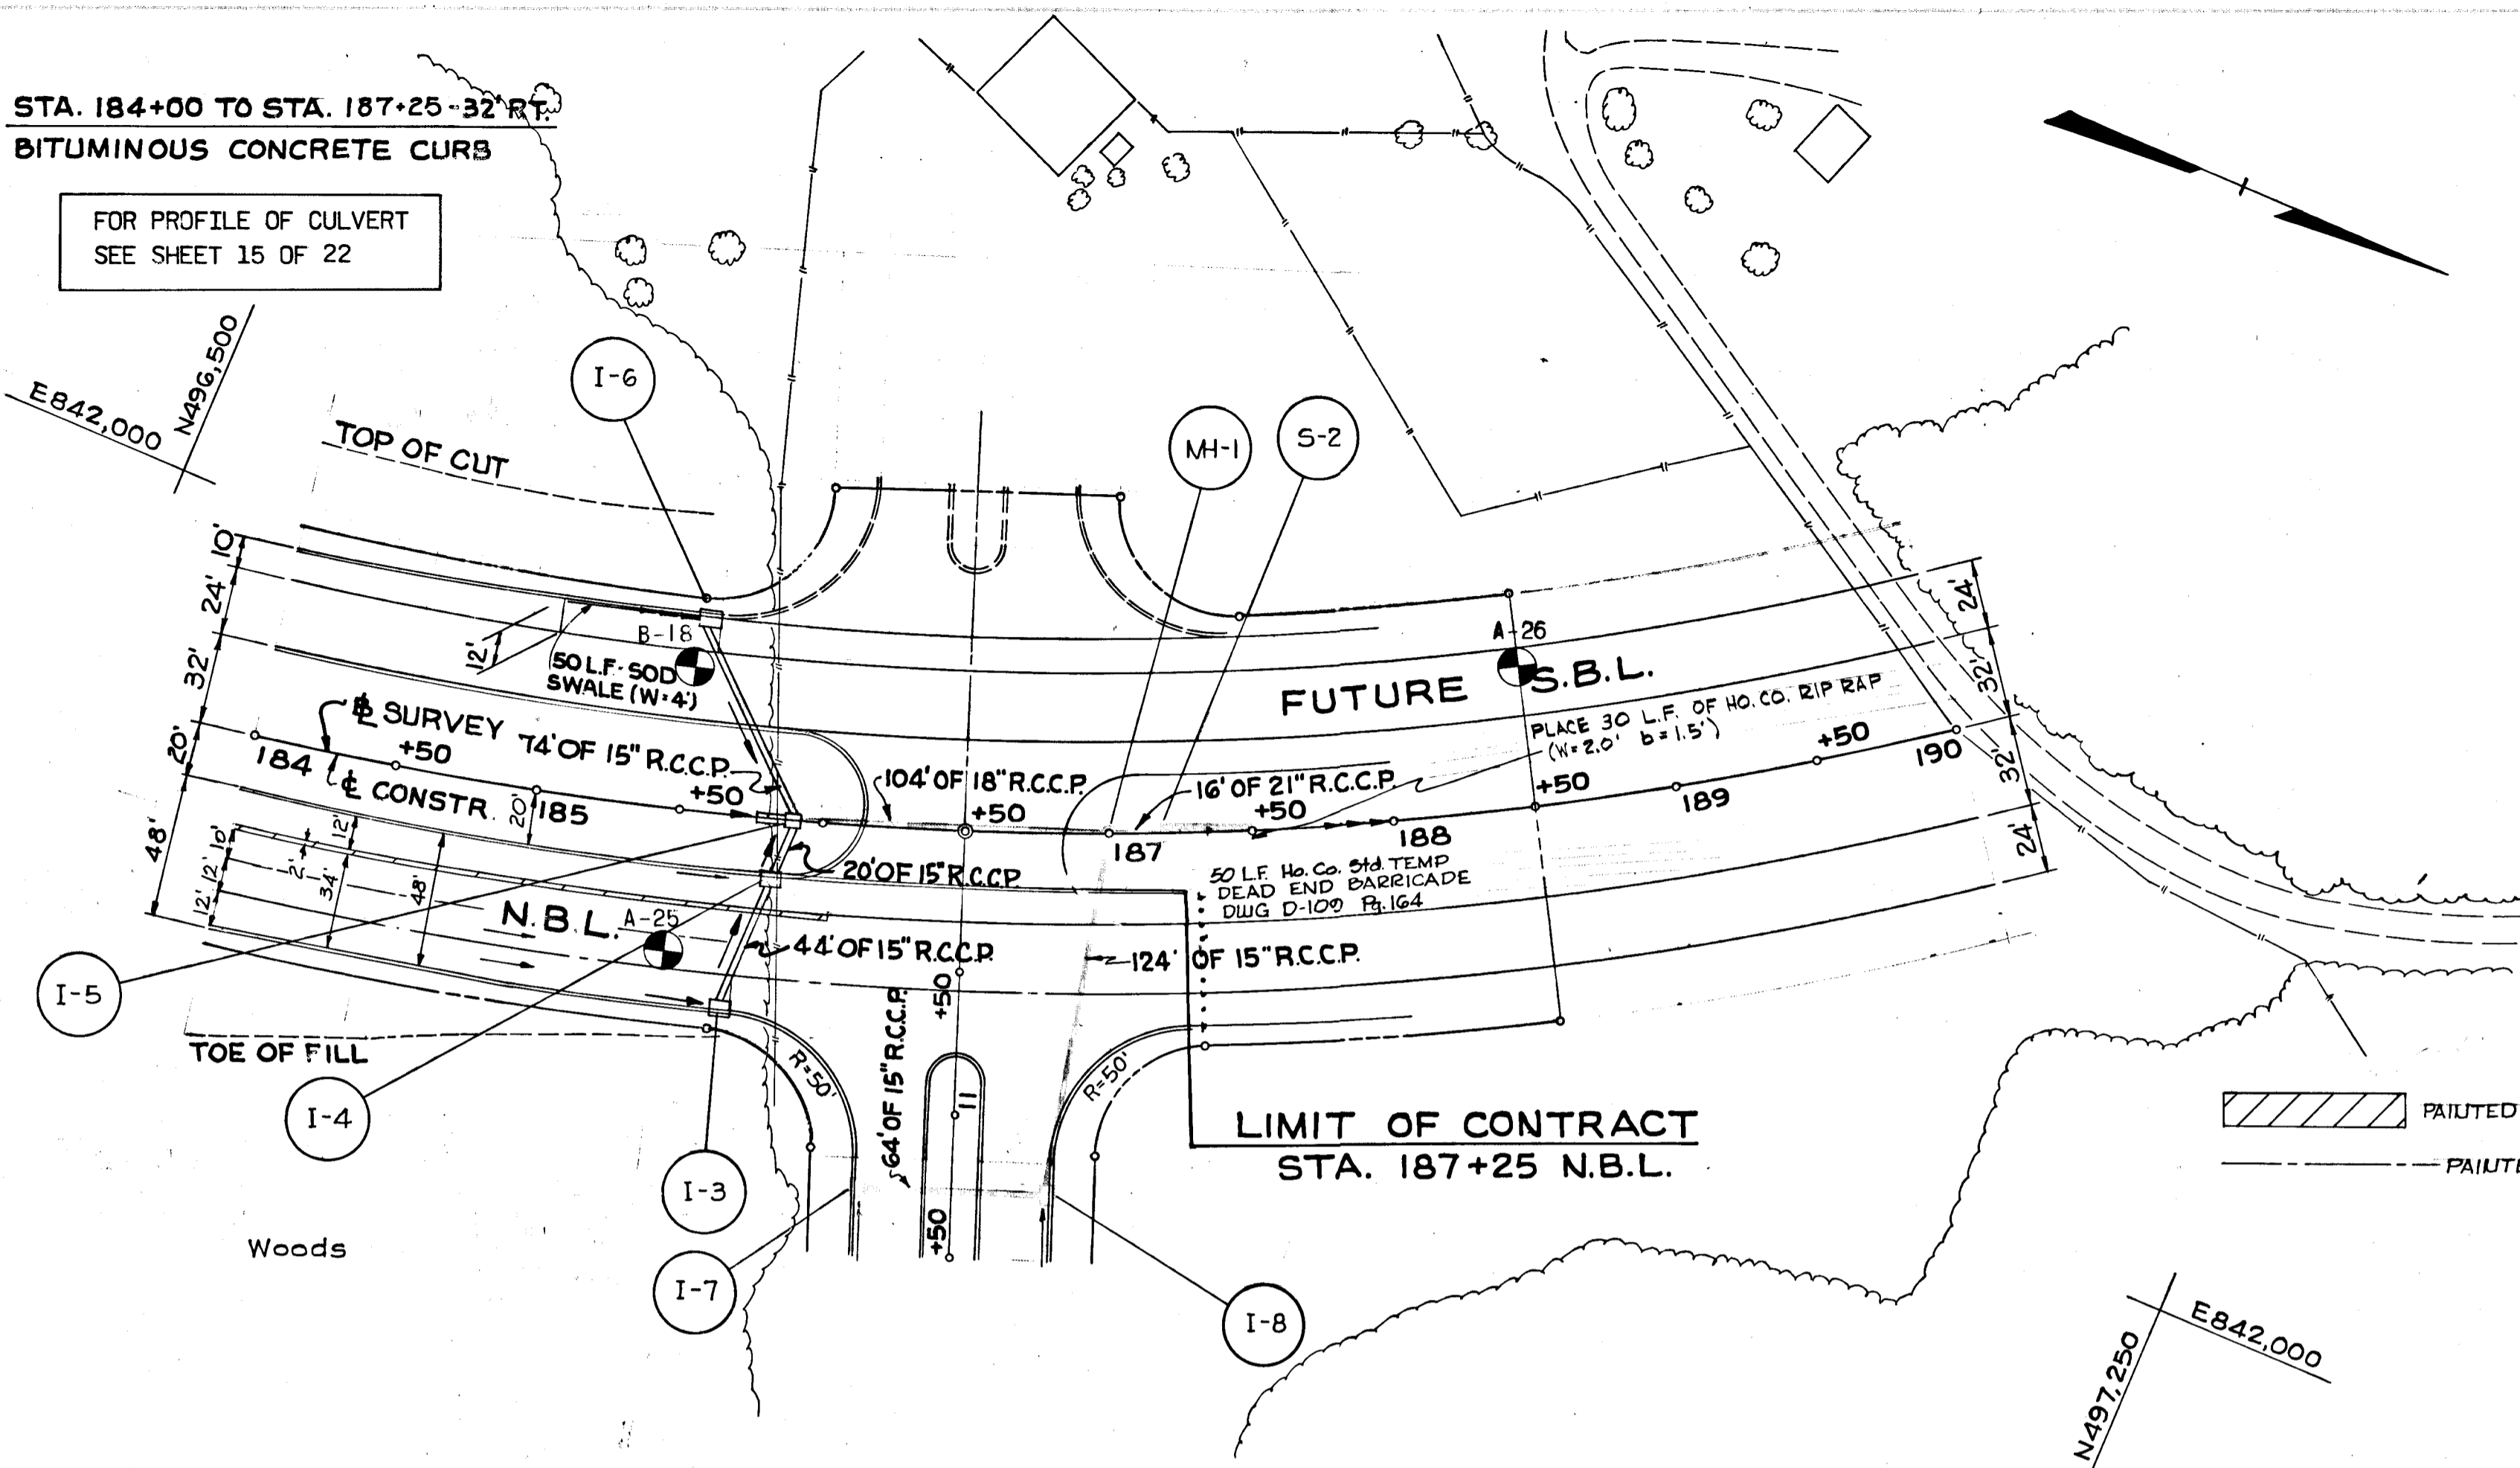 STA. 184+00 TO STA. 187+25-32' RT.
BITUMINOUS CONCRETE CURB
FOR PROFILE OF CULVERT
SEE SHEET 15 OF 22
E842,000
N496,500
TOP OF CUT
I-6
MH-1
S-2
10'
24'
32'
20'
48'
12'
B-18
50 L.F.-SOD
SWALE (W=4')
A-26
FUTURE S.B.L.
24'
32'
32'
24'
PLACE 30 L.F. OF HO. CO. RIP RAP
(W=2.0' b=1.5')
℄ SURVEY
℄ CONSTR.
184
+50
185
+50
+50
187
+50
188
+50
189
+50
190
74' OF 15" R.C.C.P.
104' OF 18" R.C.C.P.
16' OF 21" R.C.C.P.
20'
12'
10'
12'
12'
2'
34'
48'
20' OF 15" R.C.C.P.
50 L.F. Ho. Co. Std. TEMP
DEAD END BARRICADE
DWG D-109 Pg. 164
N.B.L.
A-25
44' OF 15" R.C.C.P.
124' OF 15" R.C.C.P.
I-5
TOE OF FILL
I-4
64' OF 15" R.C.C.P.
+50
11
+50
R=50'
R=50'
LIMIT OF CONTRACT
STA. 187+25 N.B.L.
PAINTED
PAINTE
I-3
Woods
I-7
I-8
E842,000
N497,250